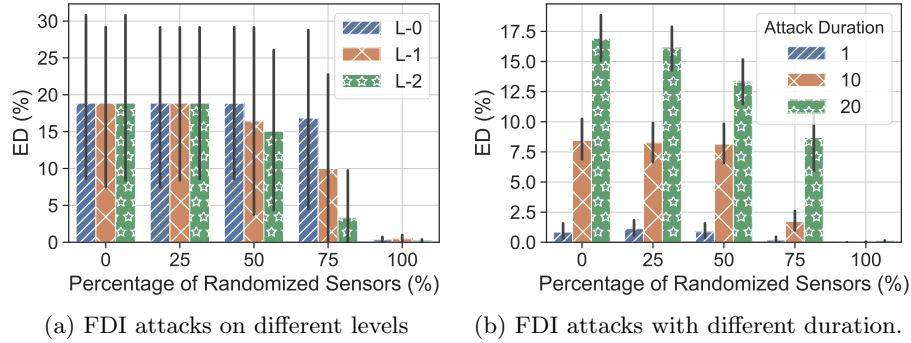 30
25
20
15
10
5
0
ED (%)
L-0
L-1
L-2
0 25 50 75 100
Percentage of Randomized Sensors (%)
(a) FDI attacks on different levels
17.5
15.0
12.5
10.0
7.5
5.0
2.5
0.0
ED (%)
Attack Duration
1
10
20
0 25 50 75 100
Percentage of Randomized Sensors (%)
(b) FDI attacks with different duration.